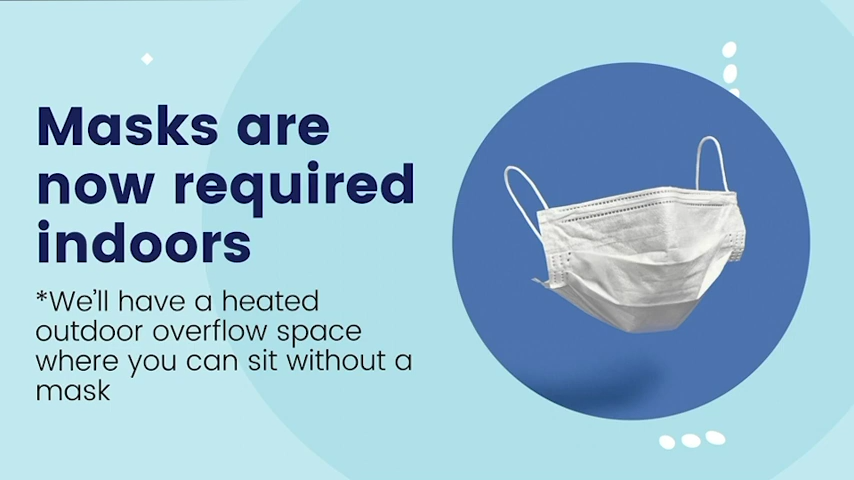 Masks are
now required
indoors
*We’ll have a heated
outdoor overflow space
where you can sit without a
mask